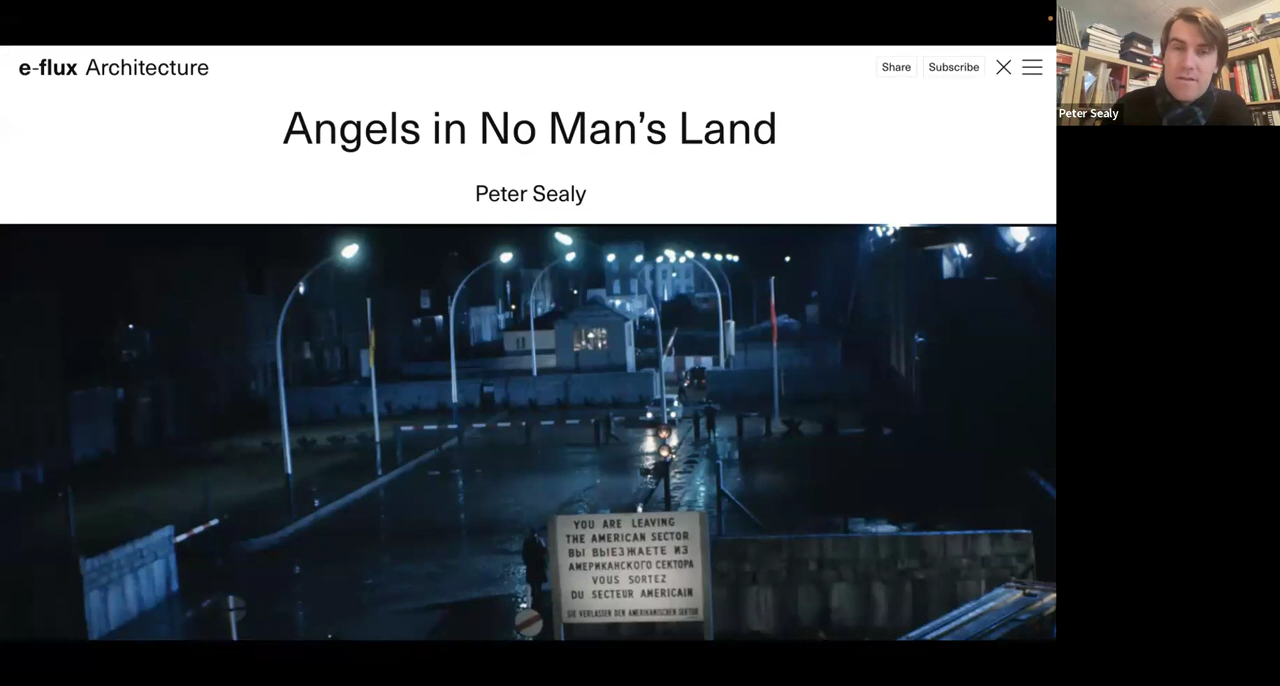 e-flux Architecture
Share
Subscribe
Angels in No Man's Land
Peter Sealy
Peter Sealy
YOU ARE LEAVING
THE AMERICAN SECTOR
ВЫ ВЫЕЗЖАЕТЕ ИЗ
АМЕРИКАНСКОГО СЕКТОРА
VOUS SORTEZ
DU SECTEUR AMERICAIN
SIE VERLASSEN DEN AMERIKANISCHEN SEKTOR